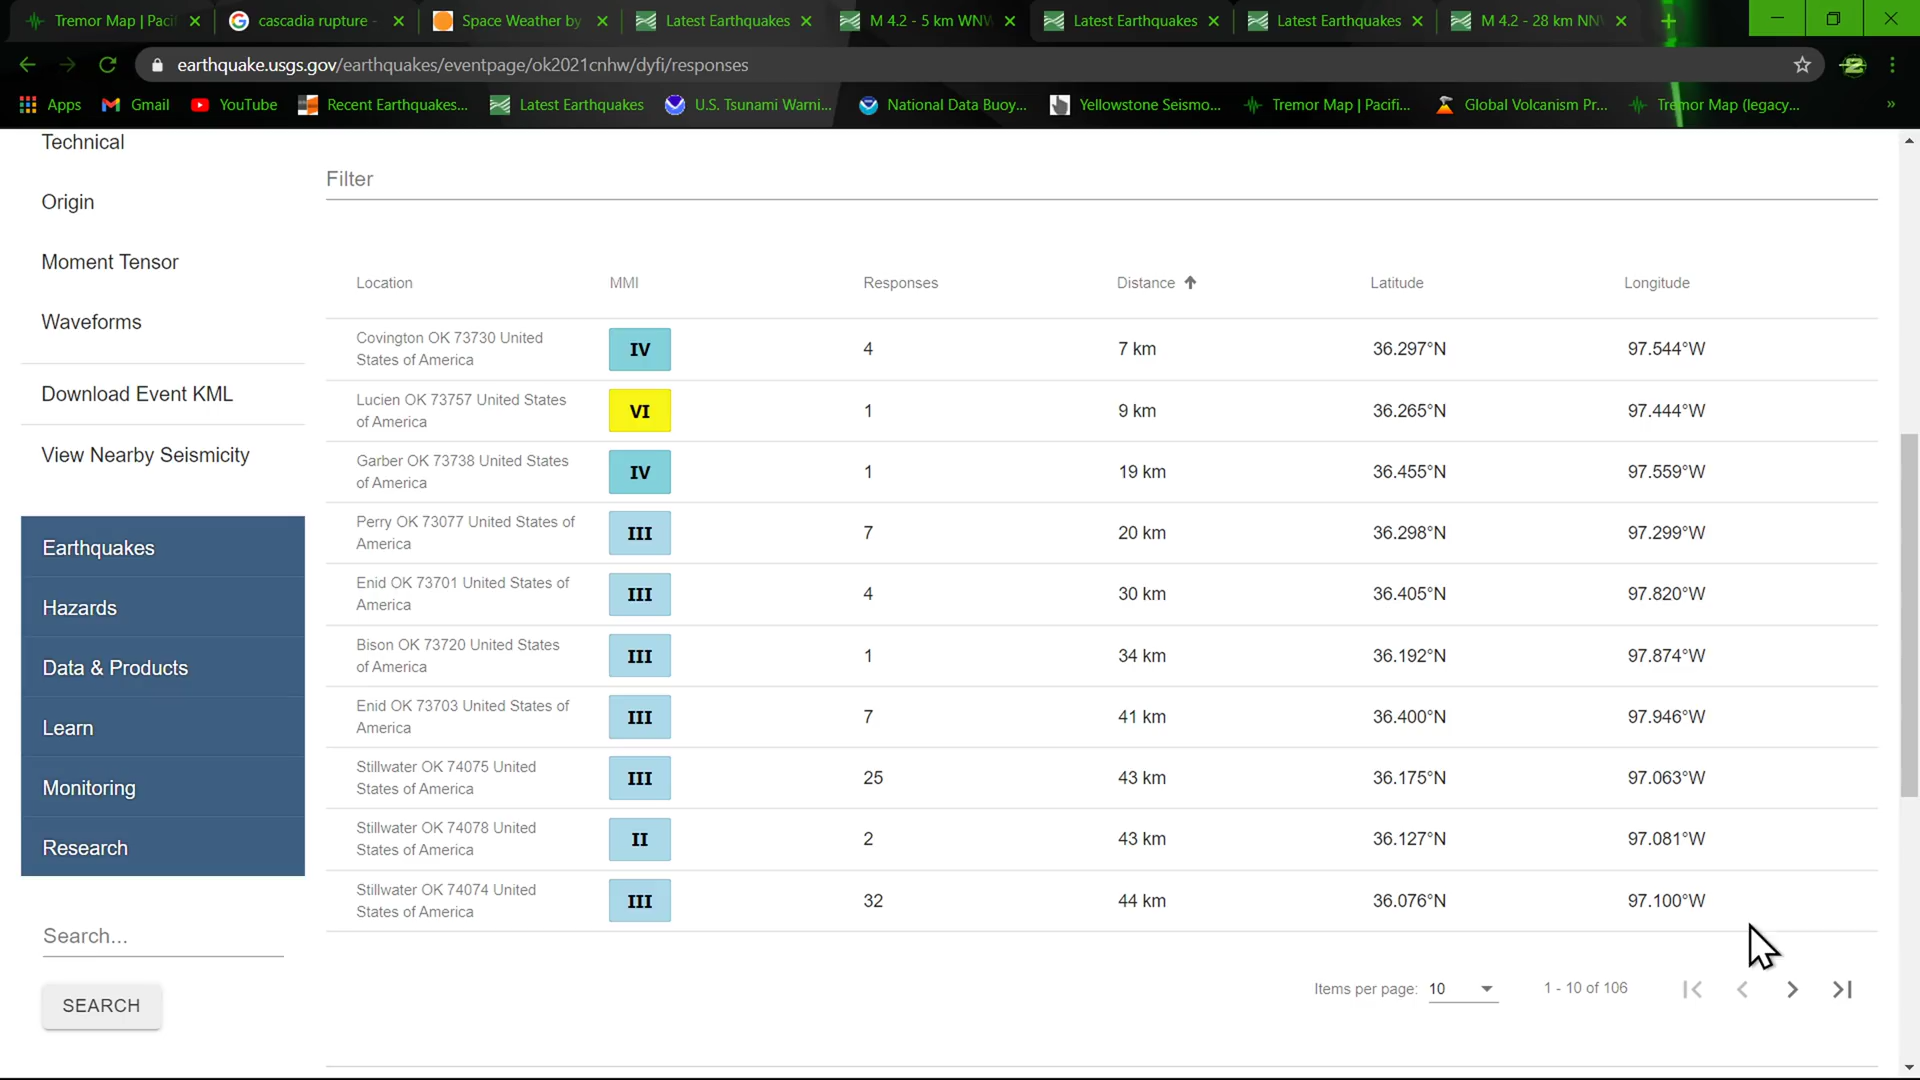 Tremor Map | Pacif
cascadia rupture -
Space Weather by
Latest Earthquakes
M 4.2 - 5 km WNW
Latest Earthquakes
Latest Earthquakes
M 4.2 - 28 km NNW
earthquake.usgs.gov/earthquakes/eventpage/ok2021cnhw/dyfi/responses
Apps
Gmail
YouTube
Recent Earthquakes...
Latest Earthquakes
U.S. Tsunami Warni...
National Data Buoy...
Yellowstone Seismo...
Tremor Map | Pacifi...
Global Volcanism Pr...
Tremor Map (legacy...
»
Technical
Origin
Moment Tensor
Waveforms
Download Event KML
View Nearby Seismicity
Earthquakes
Hazards
Data & Products
Learn
Monitoring
Research
Search...
SEARCH
Filter
Location MMI Responses Distance Latitude Longitude
Covington OK 73730 United
States of America
IV 4 7 km 36.297°N 97.544°W
Lucien OK 73757 United States
of America
VI 1 9 km 36.265°N 97.444°W
Garber OK 73738 United States
of America
IV 1 19 km 36.455°N 97.559°W
Perry OK 73077 United States of
America
III 7 20 km 36.298°N 97.299°W
Enid OK 73701 United States of
America
III 4 30 km 36.405°N 97.820°W
Bison OK 73720 United States
of America
III 1 34 km 36.192°N 97.874°W
Enid OK 73703 United States of
America
III 7 41 km 36.400°N 97.946°W
Stillwater OK 74075 United
States of America
III 25 43 km 36.175°N 97.063°W
Stillwater OK 74078 United
States of America
II 2 43 km 36.127°N 97.081°W
Stillwater OK 74074 United
States of America
III 32 44 km 36.076°N 97.100°W
Items per page: 10 1 - 10 of 106